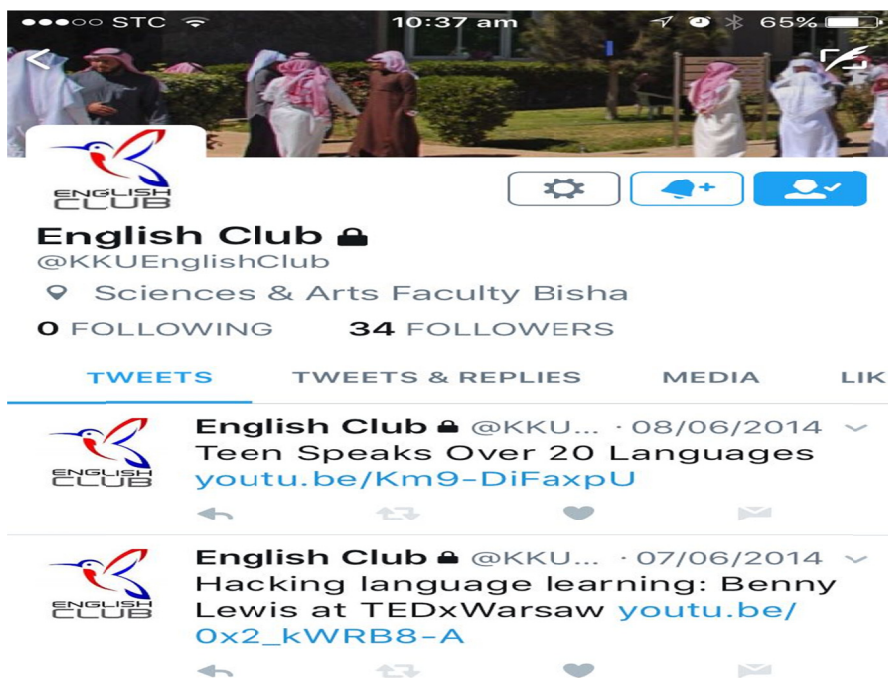 STC 10:37 am 65%
ENGLISH
CLUB
English Club
@KKUEnglishClub
Sciences & Arts Faculty Bisha
0 FOLLOWING 34 FOLLOWERS
TWEETS TWEETS & REPLIES MEDIA LIK
English Club @KKU... · 08/06/2014
Teen Speaks Over 20 Languages
youtu.be/Km9-DiFaxpU
ENGLISH
CLUB
English Club @KKU... · 07/06/2014
Hacking language learning: Benny
Lewis at TEDxWarsaw youtu.be/
0x2_kWRB8-A
ENGLISH
CLUB